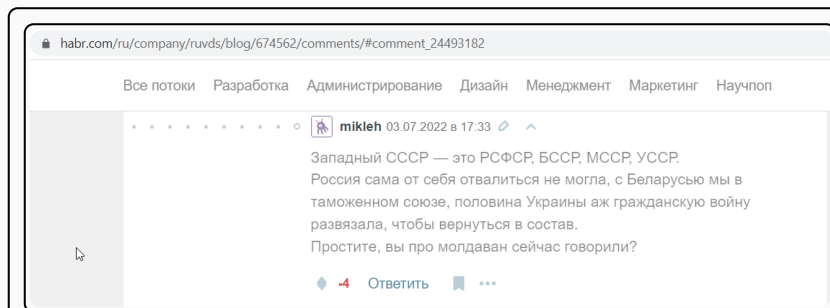 habr.com/ru/company/ruvds/blog/674562/comments/#comment_24493182
Все потоки Разработка Администрирование Дизайн Менеджмент Маркетинг Научпоп
mikleh 03.07.2022 в 17:33
Западный СССР — это РСФСР, БССР, МССР, УССР.
Россия сама от себя отвалиться не могла, с Беларусью мы в
таможенном союзе, половина Украины аж гражданскую войну
развязала, чтобы вернуться в состав.
Простите, вы про молдаван сейчас говорили?
-4 Ответить